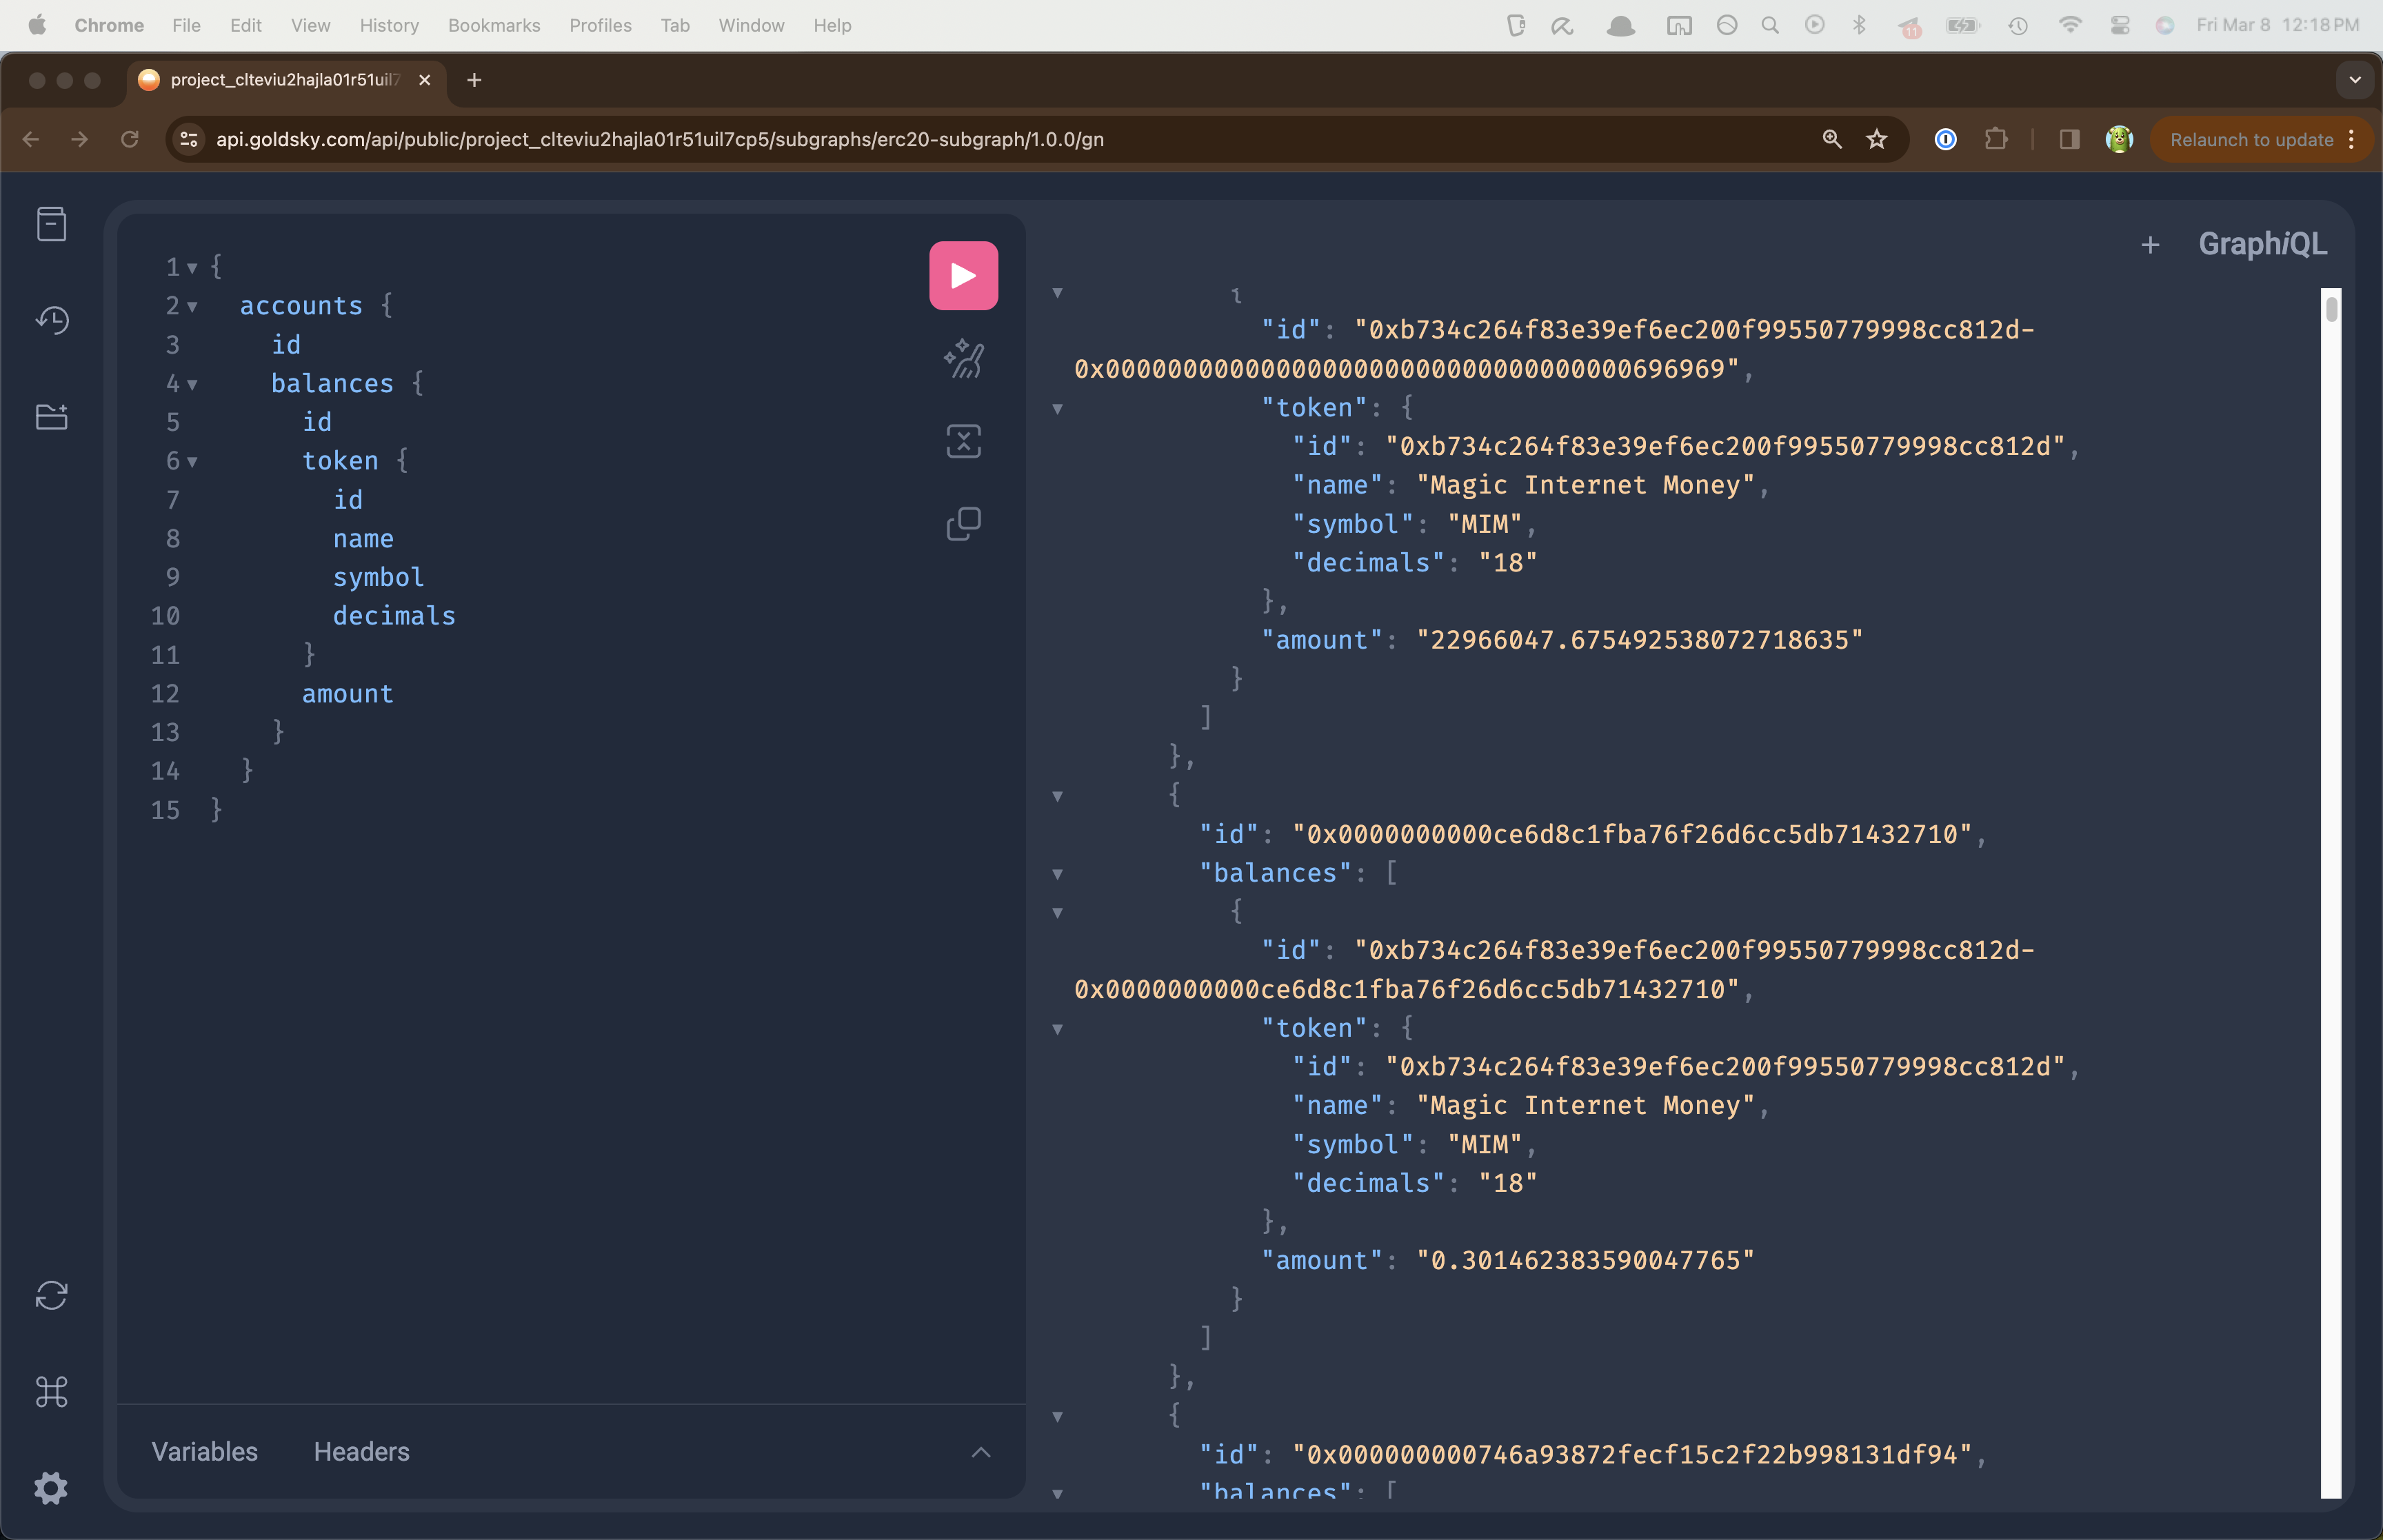 Chrome File Edit View History Bookmarks Profiles Tab Window Help 11 Fri Mar 8 12:18 PM
project_clteviu2hajla01r51uil7
api.goldsky.com/api/public/project_clteviu2hajla01r51uil7cp5/subgraphs/erc20-subgraph/1.0.0/gn Relaunch to update
GraphiQL
1 {
2 accounts {
3 id
4 balances {
5 id
6 token {
7 id
8 name
9 symbol
10 decimals
11 }
12 amount
13 }
14 }
15 }
Variables Headers
{
"id": "0xb734c264f83e39ef6ec200f99550779998cc812d-
0x0000000000000000000000000000000000696969",
"token": {
"id": "0xb734c264f83e39ef6ec200f99550779998cc812d",
"name": "Magic Internet Money",
"symbol": "MIM",
"decimals": "18"
},
"amount": "22966047.675492538072718635"
}
]
},
{
"id": "0x0000000000ce6d8c1fba76f26d6cc5db71432710",
"balances": [
{
"id": "0xb734c264f83e39ef6ec200f99550779998cc812d-
0x0000000000ce6d8c1fba76f26d6cc5db71432710",
"token": {
"id": "0xb734c264f83e39ef6ec200f99550779998cc812d",
"name": "Magic Internet Money",
"symbol": "MIM",
"decimals": "18"
},
"amount": "0.301462383590047765"
}
]
},
{
"id": "0x000000000746a93872fecf15c2f22b998131df94",
"balances": [